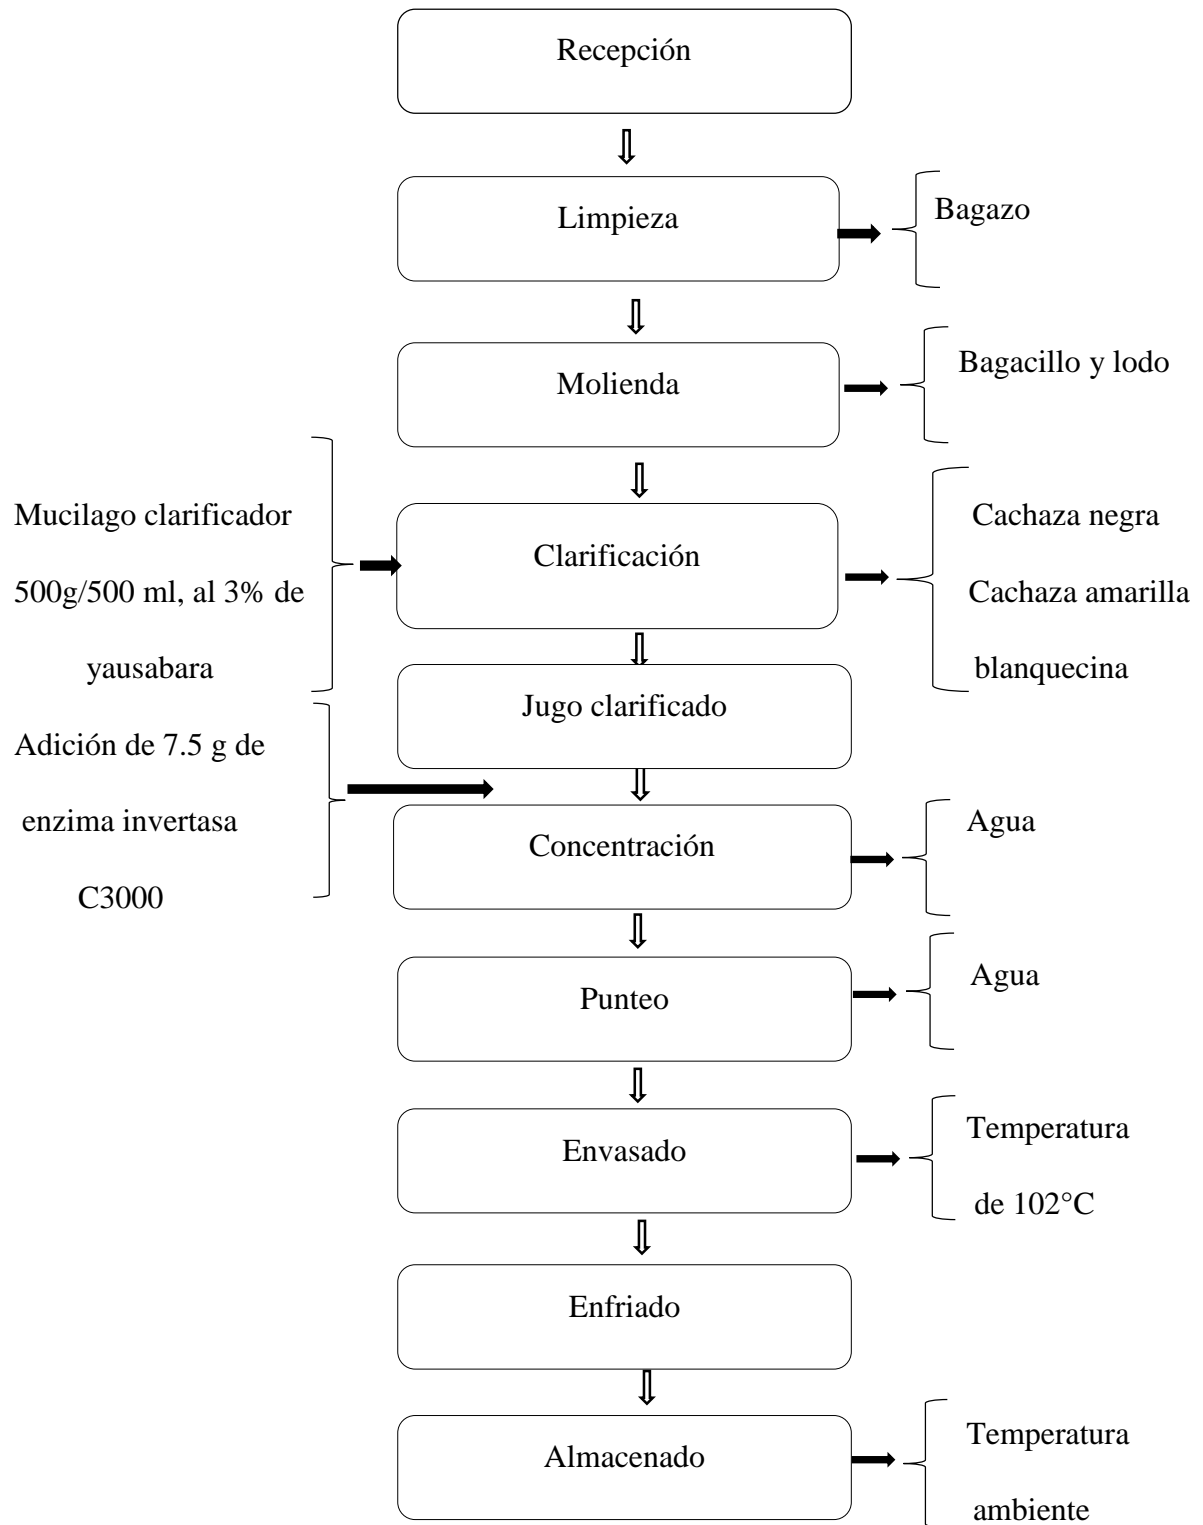 Recepción
Limpieza
Bagazo
Molienda
Bagacillo y lodo
Mucilago clarificador
500g/500 ml, al 3% de
yausabara
Clarificación
Cachaza negra
Cachaza amarilla
blanquecina
Jugo clarificado
Adición de 7.5 g de
enzima invertasa
C3000
Concentración
Agua
Punteo
Agua
Envasado
Temperatura
de 102°C
Enfriado
Almacenado
Temperatura
ambiente